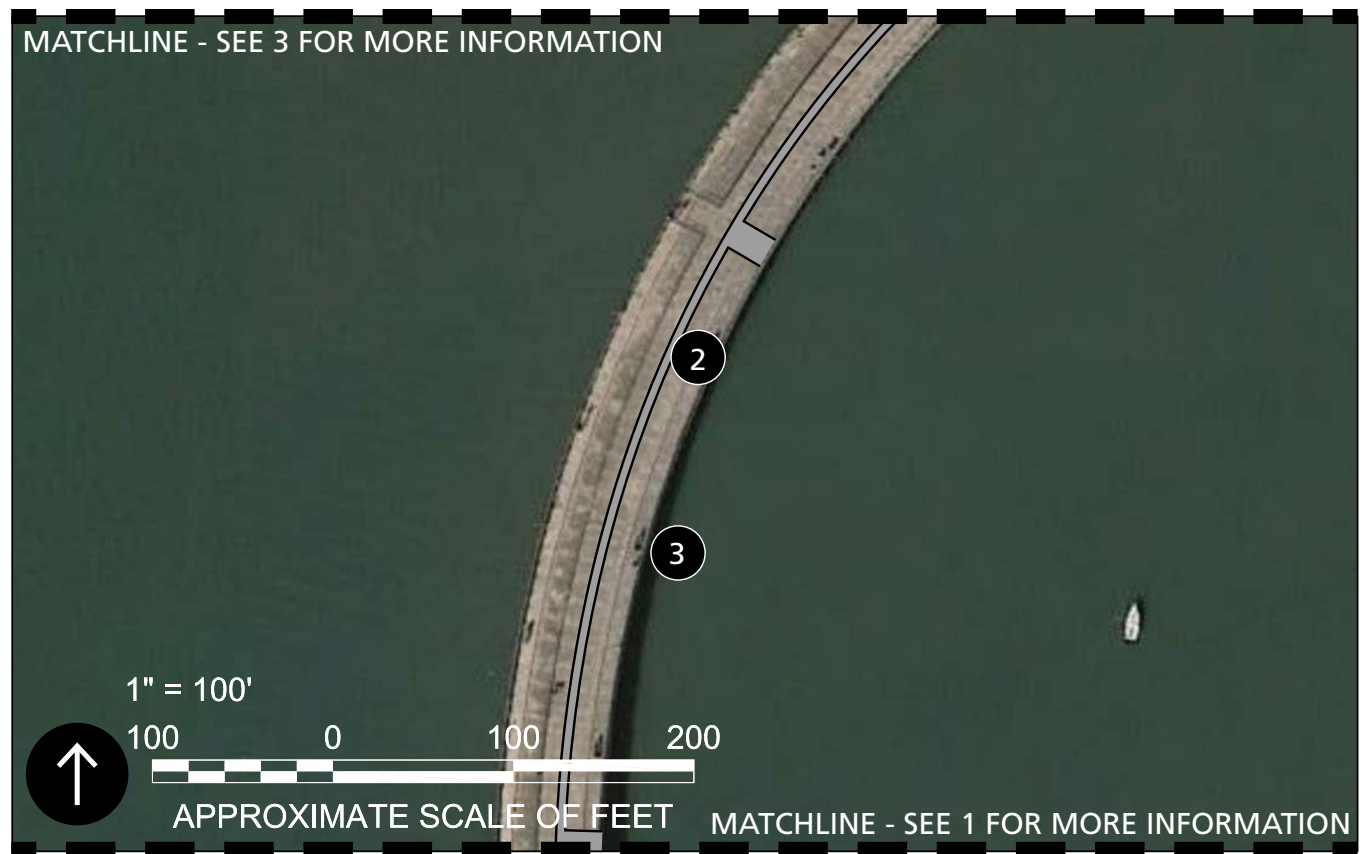 MATCHLINE - SEE 3 FOR MORE INFORMATION
2
3
1" = 100'
100 0 100 200
APPROXIMATE SCALE OF FEET
MATCHLINE - SEE 1 FOR MORE INFORMATION